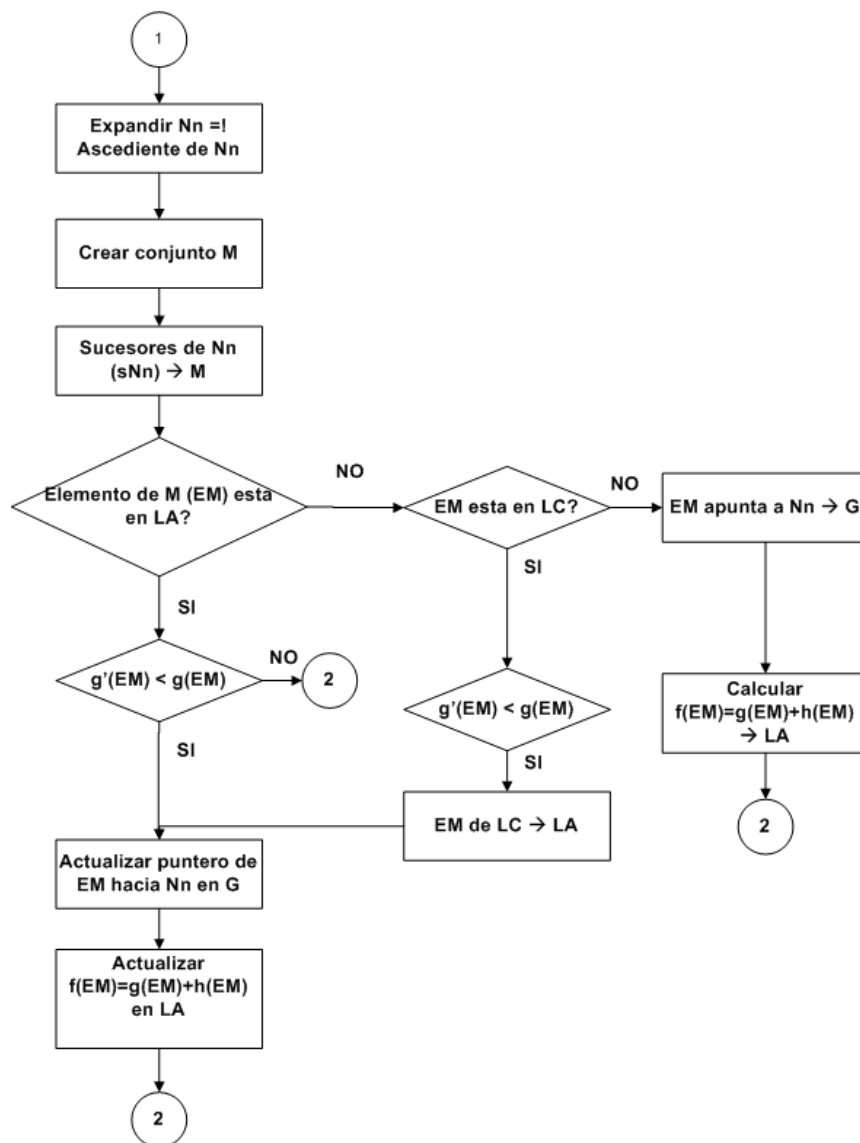 1
Expandir Nn =!
Ascediente de Nn
Crear conjunto M
Sucesores de Nn
(sNn) → M
Elemento de M (EM) está
en LA?
NO
EM esta en LC?
NO
EM apunta a Nn → G
SI
SI
g'(EM) < g(EM)
NO
2
g'(EM) < g(EM)
Calcular
f(EM)=g(EM)+h(EM)
→ LA
SI
SI
EM de LC → LA
2
Actualizar puntero de
EM hacia Nn en G
Actualizar
f(EM)=g(EM)+h(EM)
en LA
2